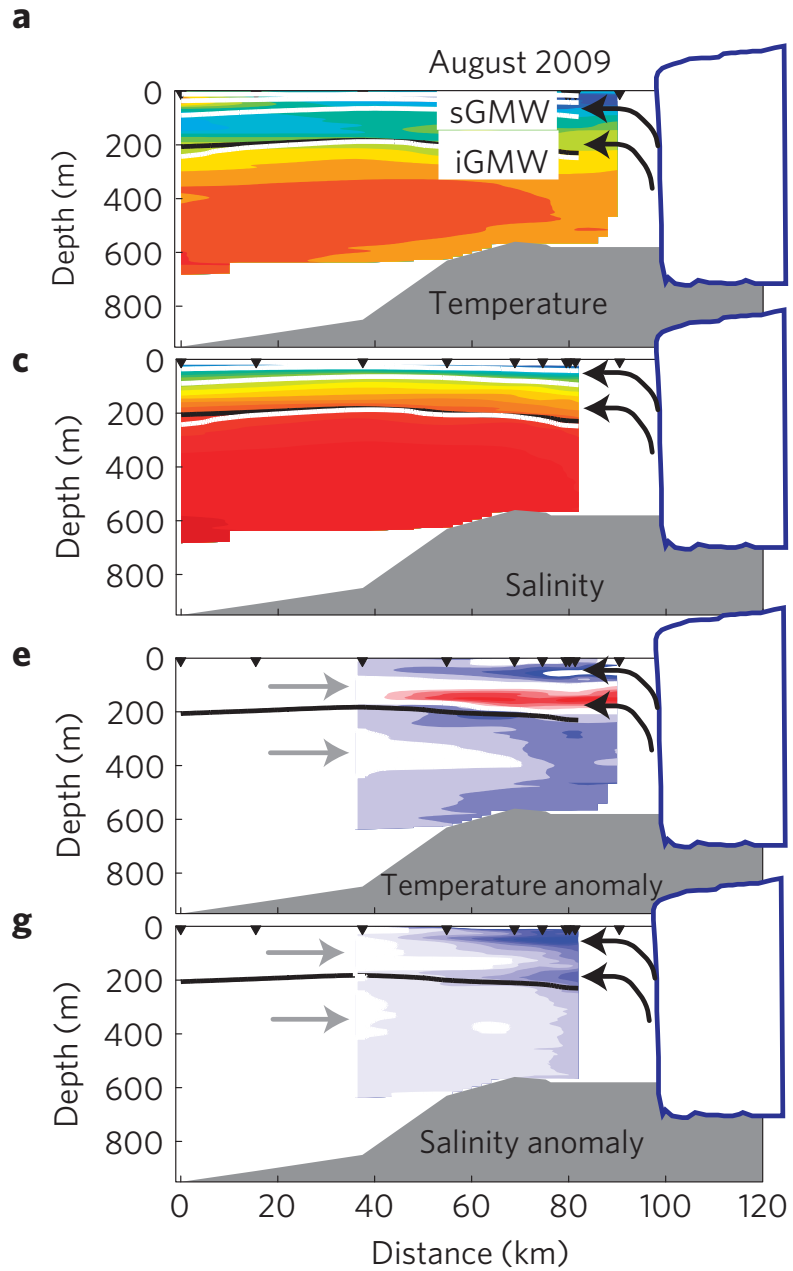 a
August 2009
0
200
400
600
800
Depth (m)
sGMW
iGMW
Temperature
c
0
200
400
600
800
Depth (m)
Salinity
e
0
200
400
600
800
Depth (m)
Temperature anomaly
g
0
200
400
600
800
Depth (m)
Salinity anomaly
0 20 40 60 80 100 120
Distance (km)